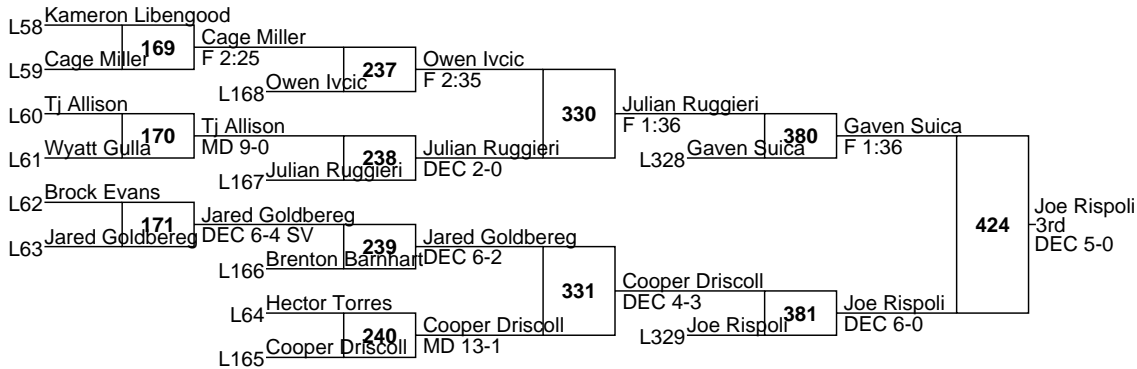 L58 Kameron Libengood
169
L59 Cage Miller
Cage Miller
F 2:25
237
L168 Owen Ivcic
Owen Ivcic
F 2:35
L60 Tj Allison
170
L61 Wyatt Gulla
Tj Allison
MD 9-0
238
L167 Julian Ruggieri
Julian Ruggieri
DEC 2-0
330
Julian Ruggieri
F 1:36
380
L328 Gaven Suica
Gaven Suica
F 1:36
L62 Brock Evans
171
L63 Jared Goldbereg
Jared Goldbereg
DEC 6-4 SV
239
L166 Brenton Barnhart
Jared Goldbereg
DEC 6-2
L64 Hector Torres
240
L165 Cooper Driscoll
Cooper Driscoll
MD 13-1
331
Cooper Driscoll
DEC 4-3
381
L329 Joe Rispoli
Joe Rispoli
DEC 6-0
424
Joe Rispoli
3rd
DEC 5-0